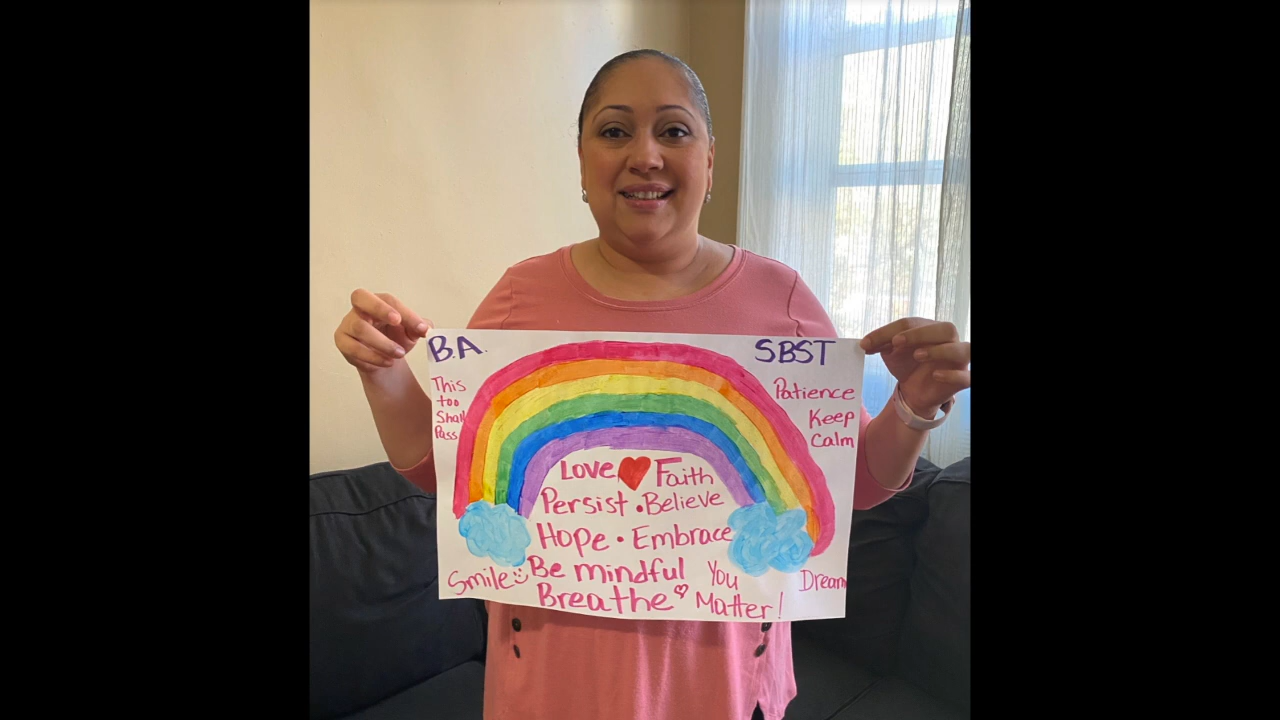 B.A.
SBST
This
too
Shall
Pass
Patience
Keep
Calm
Love Faith
Persist • Believe
Hope • Embrace
Be mindful
Breathe
Smile
You
Matter!
Dream